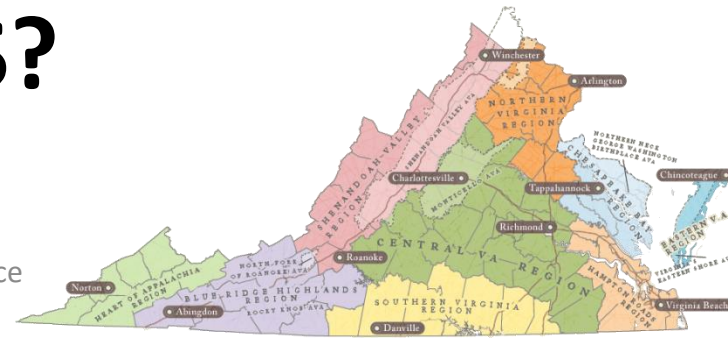 S?
ce
Winchester
Arlington
NORTHERN
VIRGINIA
REGION
SHENANDOAH VALLEY
REGION
SHENANDOAH VALLEY AVA
NORTHERN NECK
GEORGE WASHINGTON
BIRTHPLACE AVA
CHESAPEAKE BAY
REGION
Chincoteague
Charlottesville
MONTICELLO AVA
Tappahannock
Richmond
EASTERN
REGION
VIRGINIA
EASTERN SHORE
CENTRAL VA REGION
Roanoke
NORTH FORK
OF ROANOKE AVA
HAMPTON ROADS
REGION
Norton
HEART OF APPALACHIA
REGION
BLUE RIDGE HIGHLANDS
REGION
ROCKY KNOB AVA
Abingdon
SOUTHERN VIRGINIA
REGION
Danville
Virginia Beach